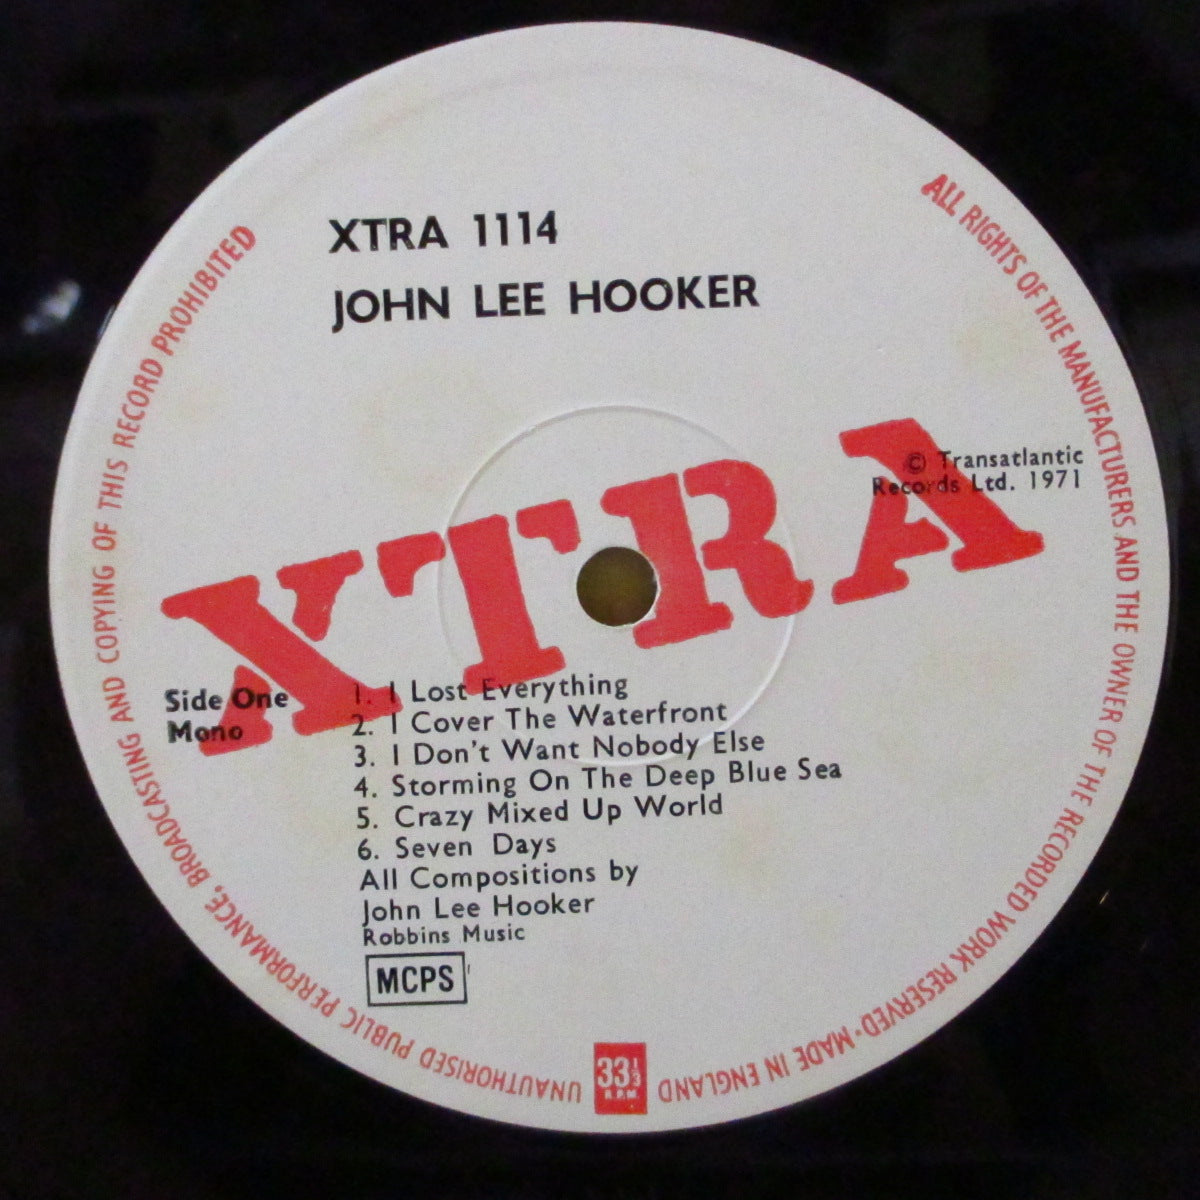 XTRA 1114
JOHN LEE HOOKER
© Transatlantic
Records Ltd. 1971
XTRA
Side One
Mono
1. I Lost Everything
2. I Cover The Waterfront
3. I Don't Want Nobody Else
4. Storming On The Deep Blue Sea
5. Crazy Mixed Up World
6. Seven Days
All Compositions by
John Lee Hooker
Robbins Music
MCPS
33⅓
R.P.M.
ALL RIGHTS OF THE MANUFACTURERS AND THE OWNER OF THE RECORDED WORK RESERVED·MADE IN ENGLAND
UNAUTHORISED PUBLIC PERFORMANCE, BROADCASTING AND COPYING OF THIS RECORD PROHIBITED